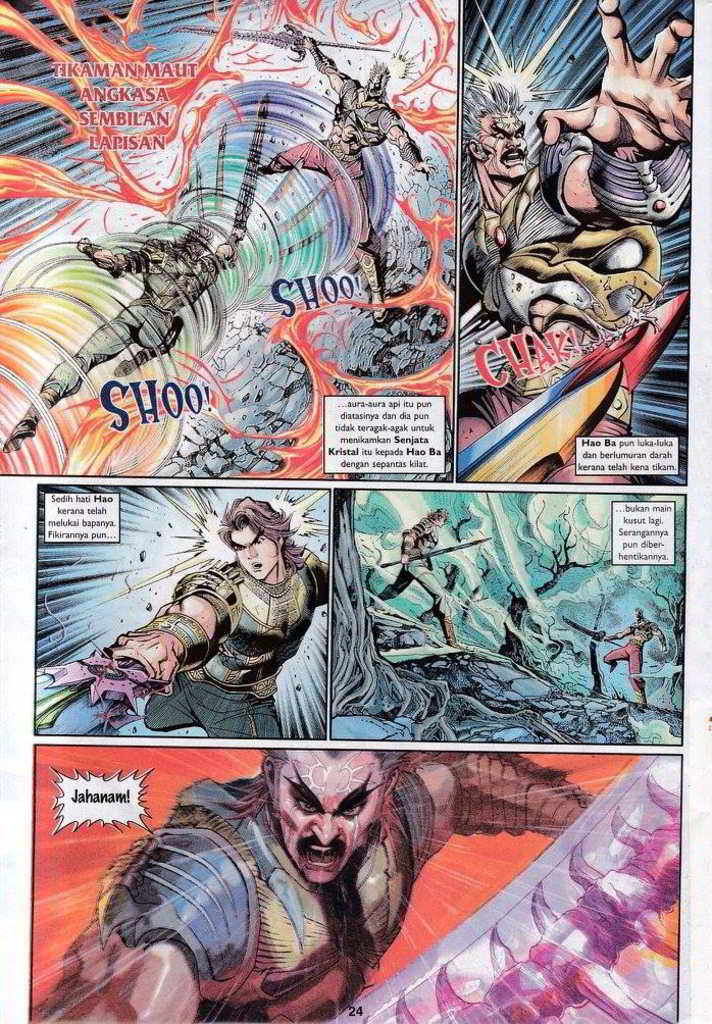 TIKAMAN MAUT
ANGKASA
SEMBILAN
LAPISAN
SHOO!
SHOO!
...aura-aura api itu pun
diatasinya dan dia pun
tidak teragak-agak untuk
menikamkan Senjata
Kristal itu kepada Hao Ba
dengan sepantas kilat.
CHAK!
Hao Ba pun luka-luka
dan berlumuran darah
kerana telah kena tikam.
Sedih hati Hao
kerana telah
melukai bapanya.
Fikirannya pun...
...bukan main
kusut lagi.
Serangannya
pun diber-
hentikannya.
Jahanam!
24